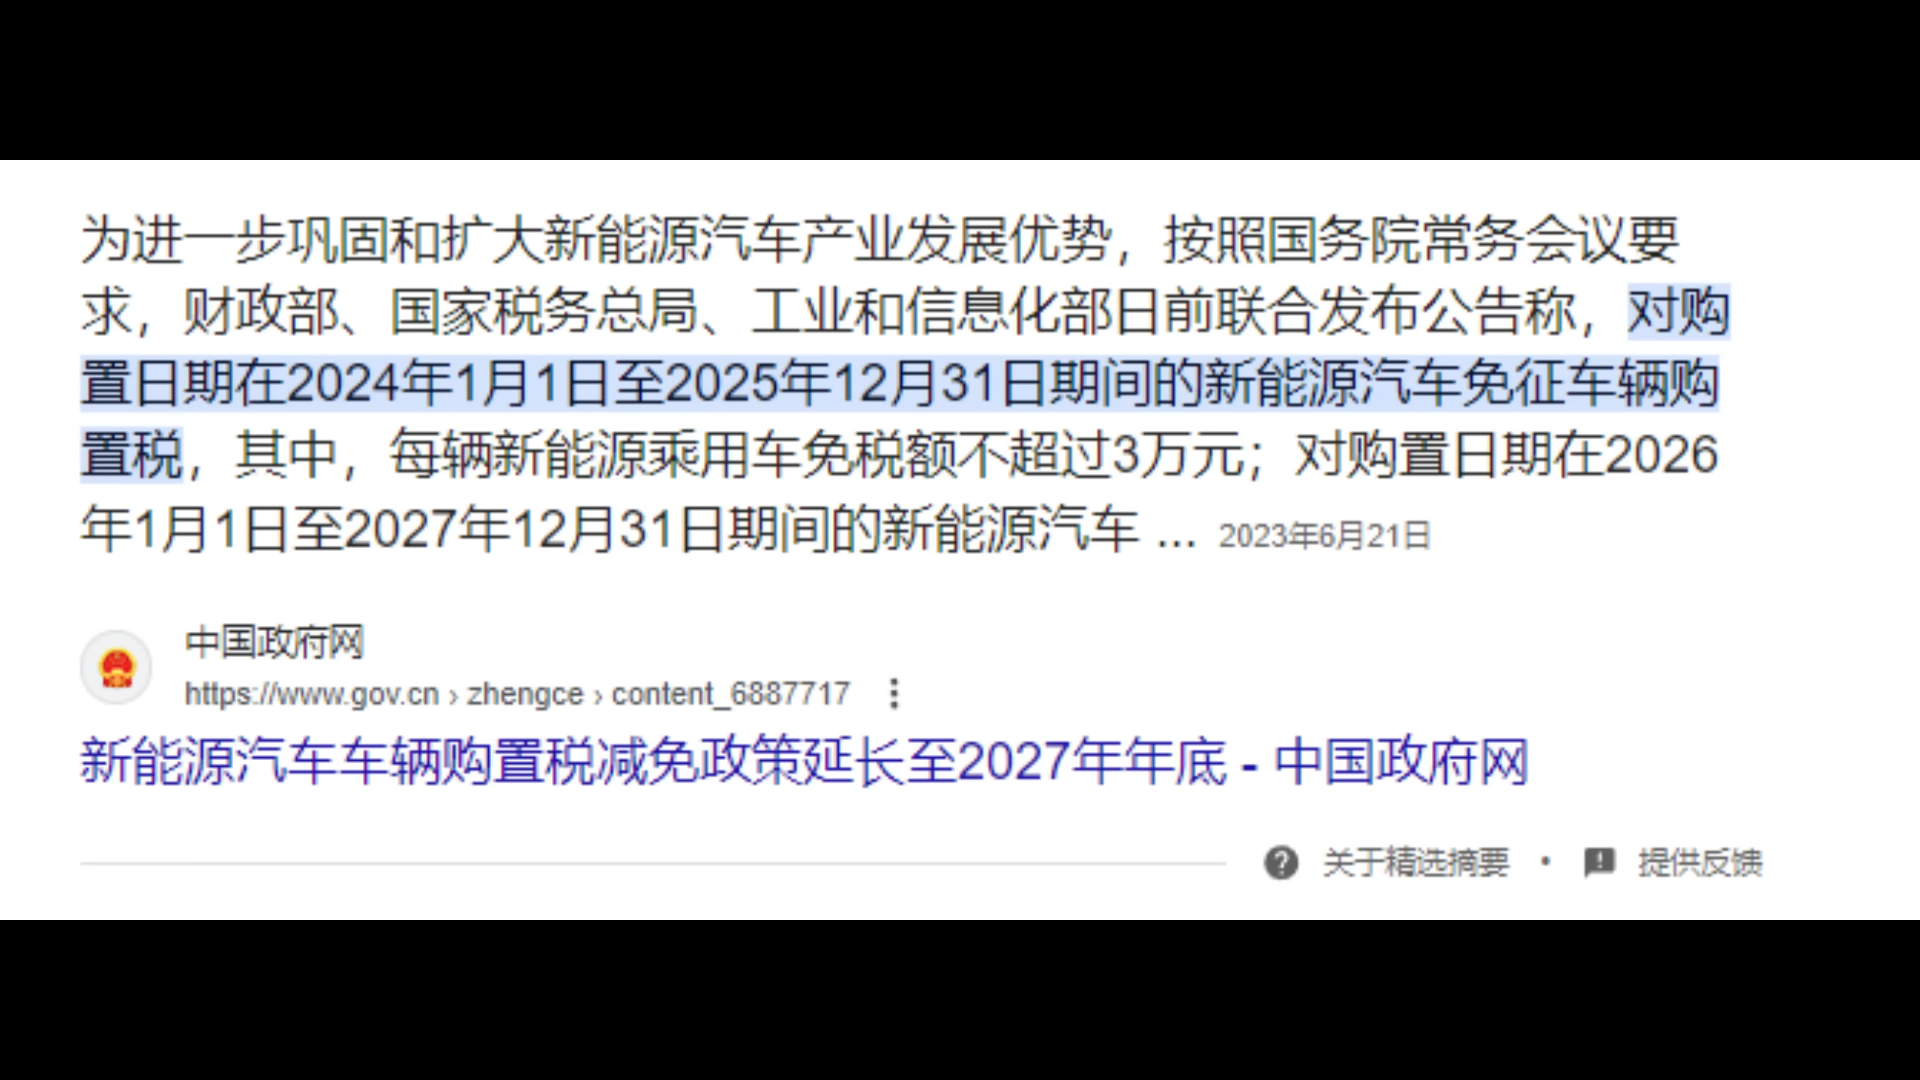 为进一步巩固和扩大新能源汽车产业发展优势，按照国务院常务会议要
求，财政部、国家税务总局、工业和信息化部日前联合发布公告称，对购
置日期在2024年1月1日至2025年12月31日期间的新能源汽车免征车辆购
置税，其中，每辆新能源乘用车免税额不超过3万元；对购置日期在2026
年1月1日至2027年12月31日期间的新能源汽车 ... 2023年6月21日
中国政府网
https://www.gov.cn › zhengce › content_6887717
新能源汽车车辆购置税减免政策延长至2027年年底 - 中国政府网
关于精选摘要 • 提供反馈